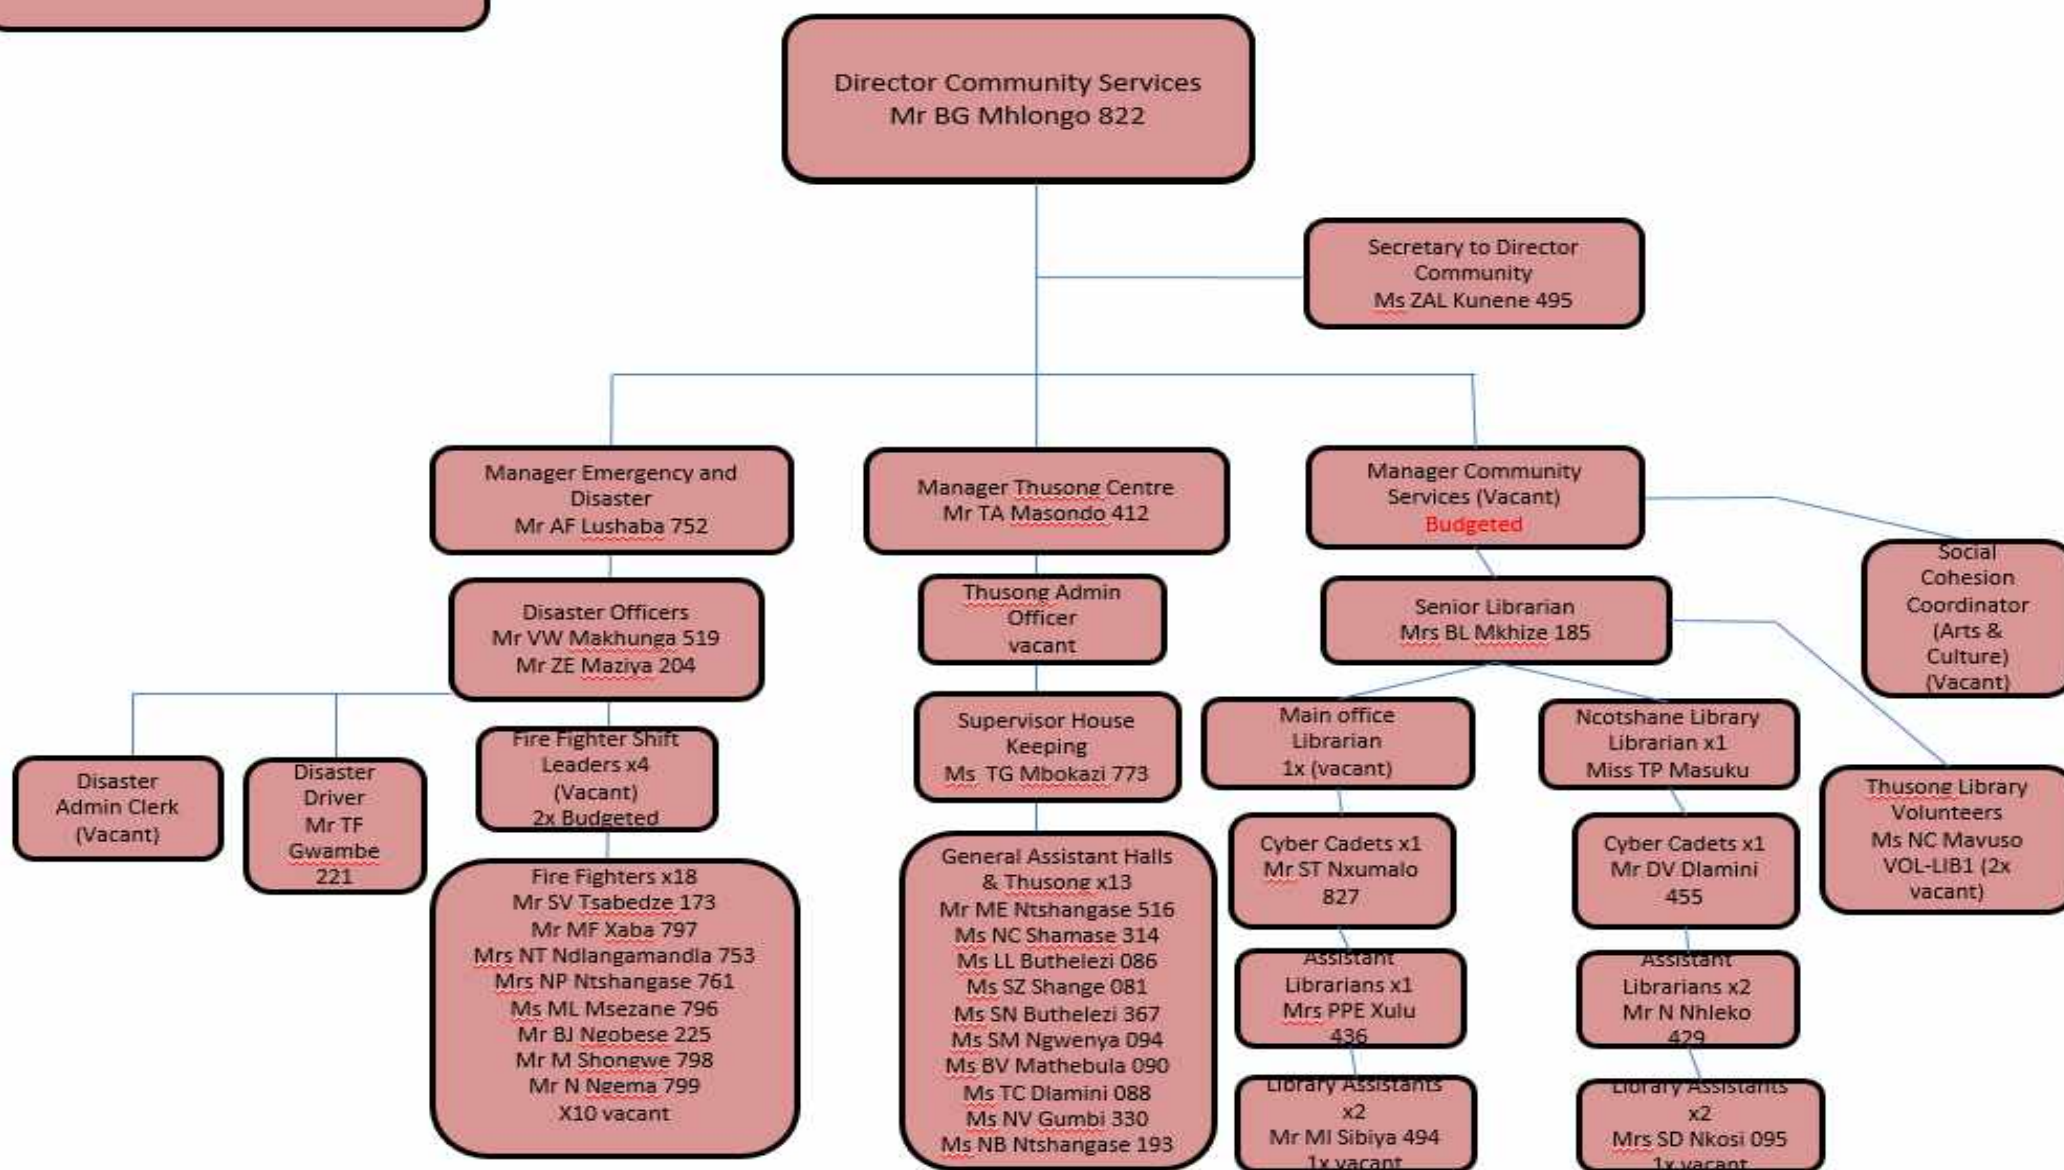 Director Community Services
Mr BG Mhlongo 822
Secretary to Director
Community
Ms ZAL Kunene 495
Manager Emergency and
Disaster
Mr AF Lushaba 752
Manager Thusong Centre
Mr TA Masondo 412
Manager Community
Services (Vacant)
Budgeted
Social
Cohesion
Coordinator
(Arts &
Culture)
(Vacant)
Disaster Officers
Mr VW Makhunga 519
Mr ZE Maziya 204
Thusong Admin
Officer
vacant
Senior Librarian
Mrs BL Mkhize 185
Disaster
Admin Clerk
(Vacant)
Disaster
Driver
Mr TF
Gwambe
221
Fire Fighter Shift
Leaders x4
(Vacant)
2x Budgeted
Supervisor House
Keeping
Ms TG Mbokazi 773
Main office
Librarian
1x (vacant)
Ncotshane Library
Librarian x1
Miss TP Masuku
Thusong Library
Volunteers
Ms NC Mavuso
VOL-LIB1 (2x
vacant)
Fire Fighters x18
Mr SV Tsabedze 173
Mr MF Xaba 797
Mrs NT Ndlangamandla 753
Mrs NP Ntshangase 761
Ms ML Msezane 796
Mr BJ Ngobese 225
Mr M Shongwe 798
Mr N Ngema 799
X10 vacant
General Assistant Halls
& Thusong x13
Mr ME Ntshangase 516
Ms NC Shamase 314
Ms LL Buthelezi 086
Ms SZ Shange 081
Ms SN Buthelezi 367
Ms SM Ngwenya 094
Ms BV Mathebula 090
Ms TC Dlamini 088
Ms NV Gumbi 330
Ms NB Ntshangase 193
Cyber Cadets x1
Mr ST Nxumalo
827
Cyber Cadets x1
Mr DV Dlamini
455
Assistant
Librarians x1
Mrs PPE Xulu
436
Assistant
Librarians x2
Mr N Nhleko
429
Library Assistants
x2
Mr MI Sibiya 494
1x vacant
Library Assistants
x2
Mrs SD Nkosi 095
1x vacant